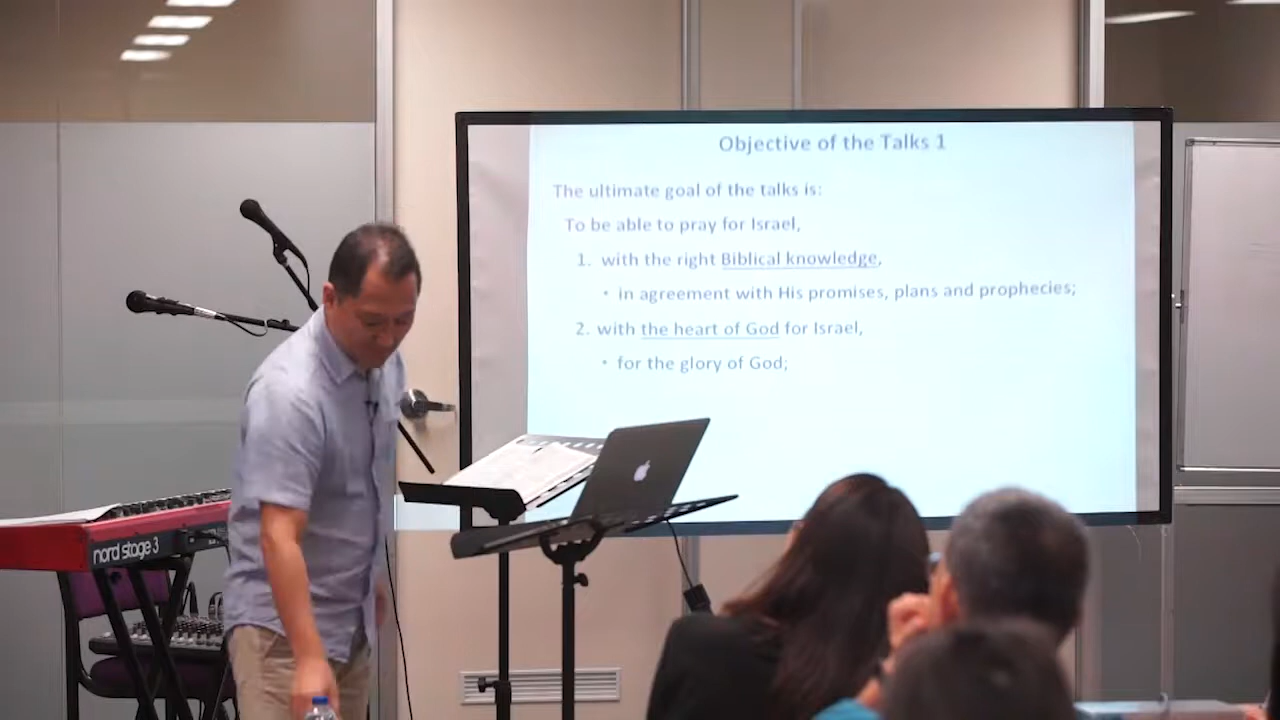 Objective of the Talks 1
The ultimate goal of the talks is:
To be able to pray for Israel,
1. with the right Biblical knowledge,
• in agreement with His promises, plans and prophecies;
2. with the heart of God for Israel,
• for the glory of God;
nord stage 3